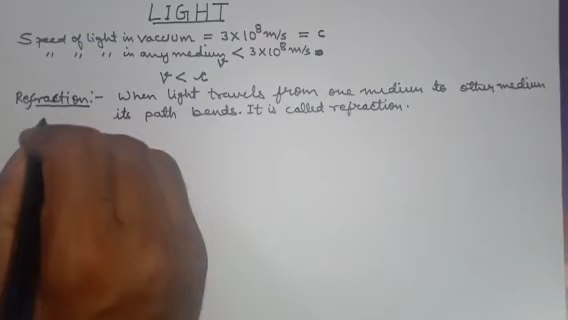 LIGHT
Speed of light in vacuum = 3×10⁸ m/s = c
" " " in any medium v < 3×10⁸ m/s
v < c
Refraction:- When light travels from one medium to other medium
its path bends. It is called refraction.